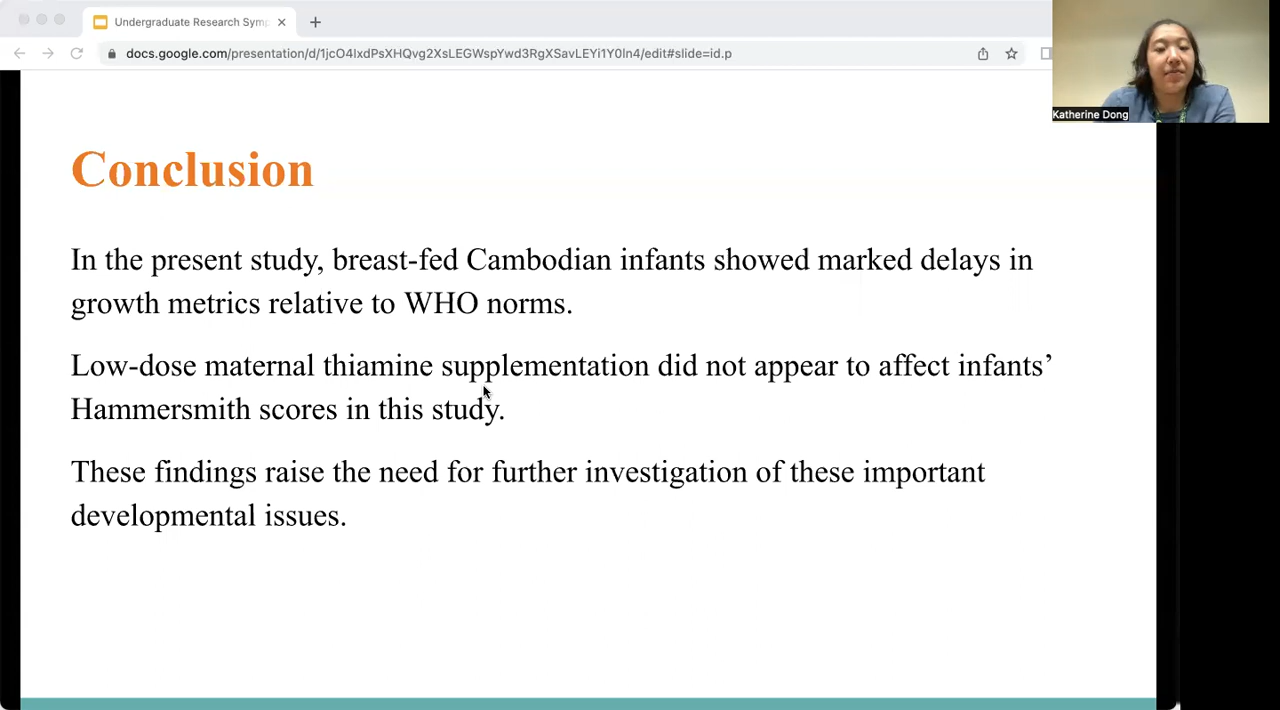 Undergraduate Research Symp
docs.google.com/presentation/d/1jcO4lxdPsXHQvg2XsLEGWspYwd3RgXSavLEYi1Y0ln4/edit#slide=id.p
Katherine Dong
Conclusion
In the present study, breast-fed Cambodian infants showed marked delays in
growth metrics relative to WHO norms.
Low-dose maternal thiamine supplementation did not appear to affect infants’
Hammersmith scores in this study.
These findings raise the need for further investigation of these important
developmental issues.